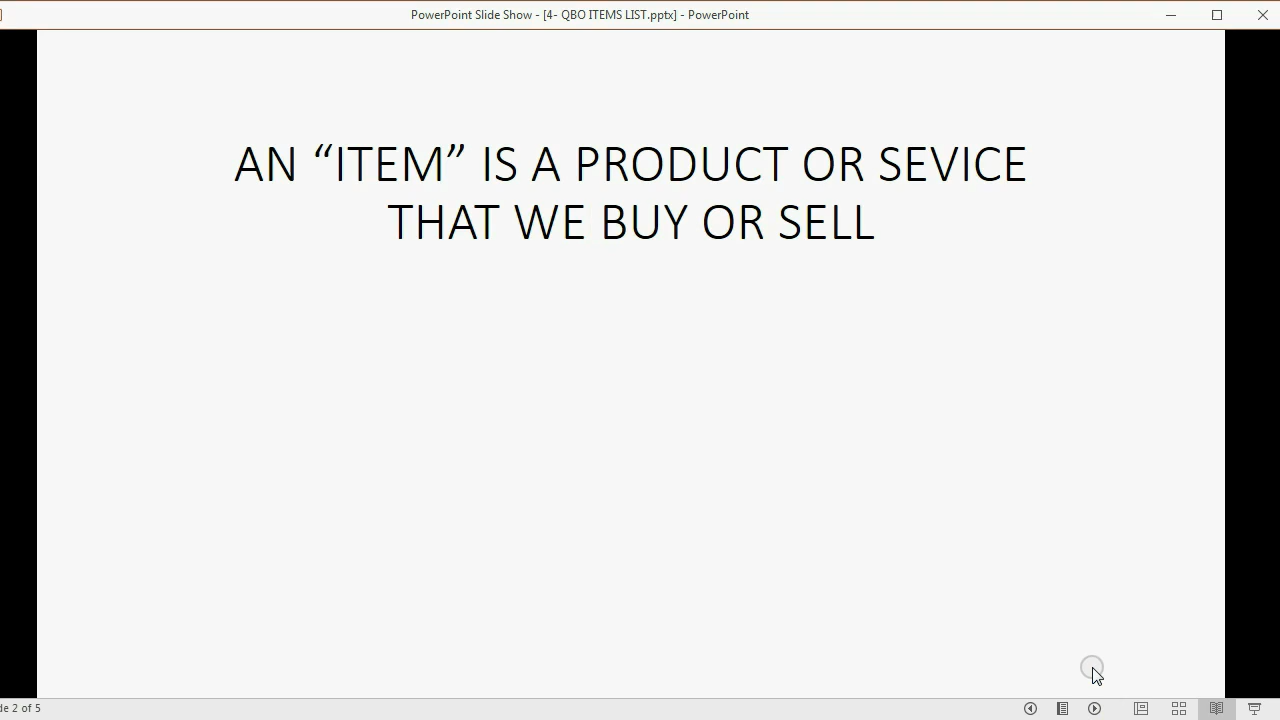 PowerPoint Slide Show - [4- QBO ITEMS LIST.pptx] - PowerPoint
AN “ITEM” IS A PRODUCT OR SEVICE
THAT WE BUY OR SELL
de 2 of 5